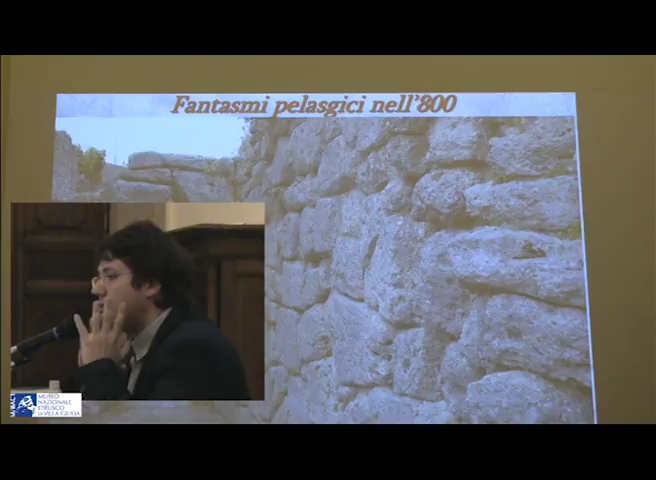 Fantasmi pelasgici nell'800
MUSEO
NAZIONALE
ETRUSCO
DI VILLA GIULIA